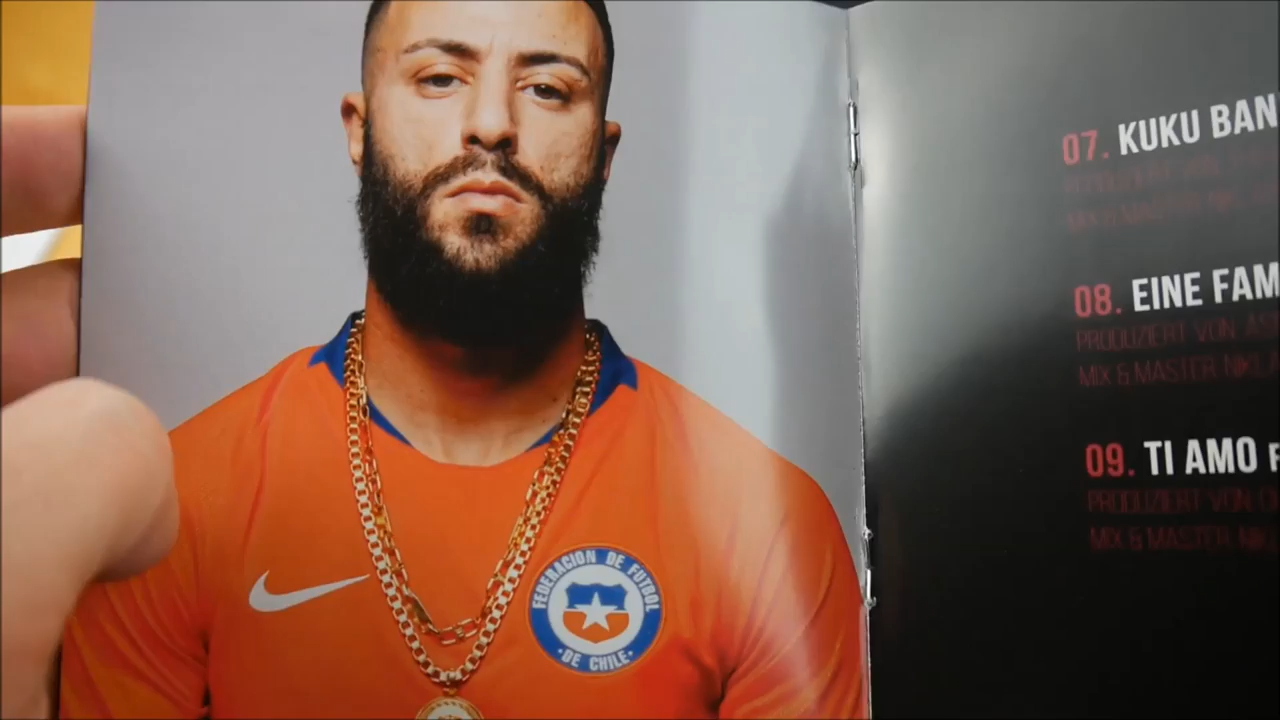 FEDERACION DE FUTBOL
· DE CHILE ·
07. KUKU BAN
08. EINE FAM
PRODUZIERT VON
MIX & MASTER
09. TI AMO F
PRODUZIERT VON
MIX & MASTER